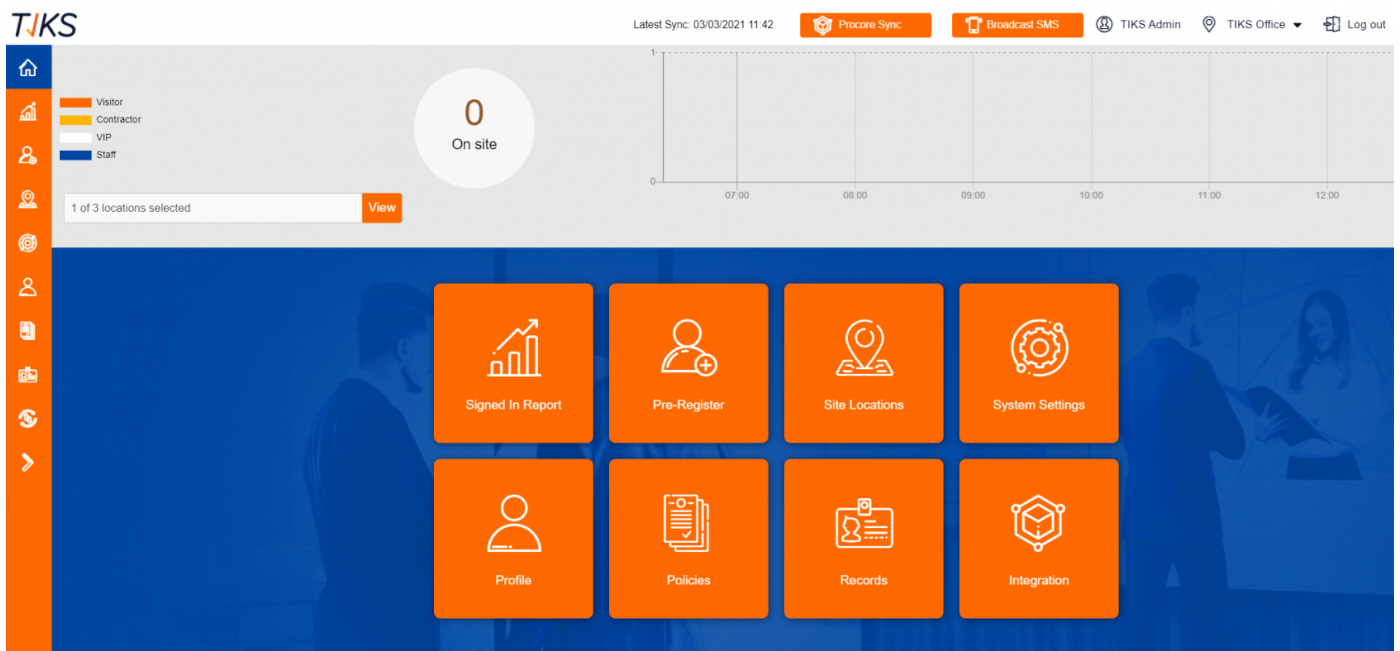 TIKS
Latest Sync: 03/03/2021 11:42
Procore Sync
Broadcast SMS
TIKS Admin
TIKS Office
Log out
Visitor
Contractor
VIP
Staff
1 of 3 locations selected
View
0
On site
1
0
07:00 08:00 09:00 10:00 11:00 12:00
Signed In Report
Pre-Register
Site Locations
System Settings
Profile
Policies
Records
Integration